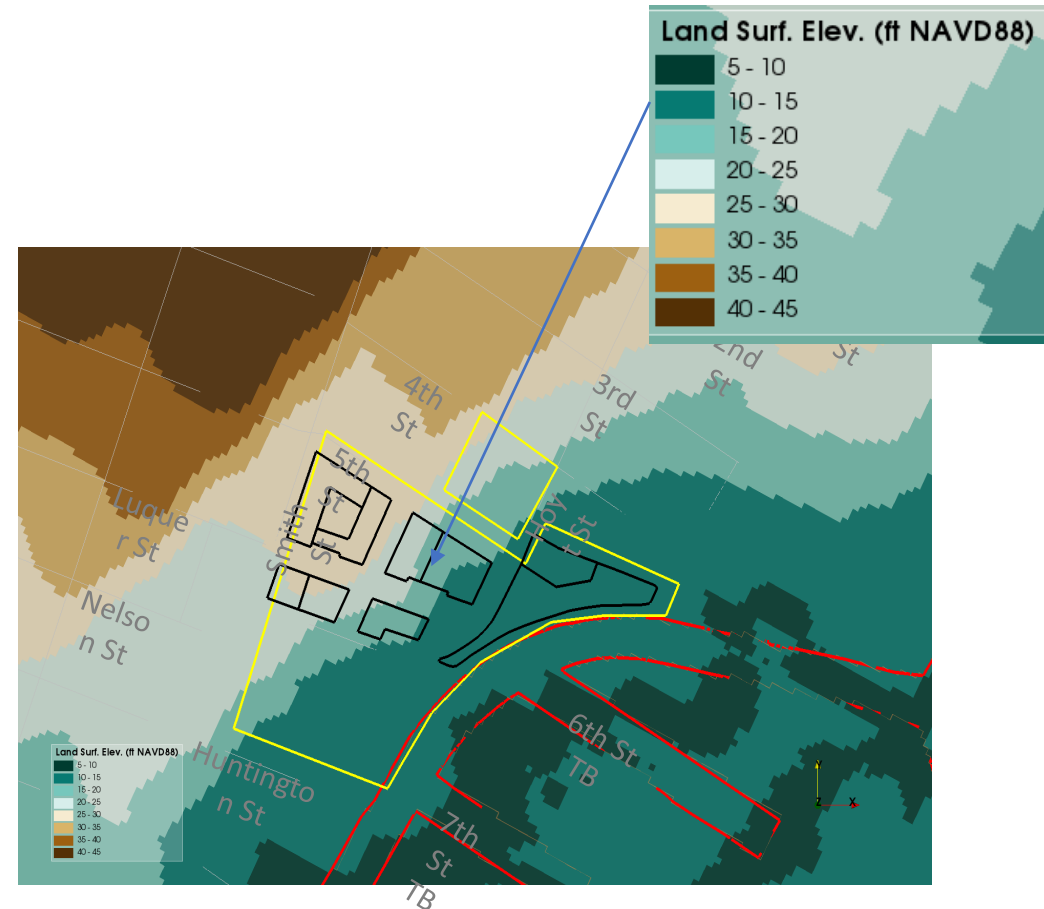 Land Surf. Elev. (ft NAVD88)
5 - 10
10 - 15
15 - 20
20 - 25
25 - 30
30 - 35
35 - 40
40 - 45
2nd
St
St
4th
St
3rd
St
5th
St
Smith
St
Hoy
t St
Luque
r St
Nelso
n St
Huntingto
n St
6th St
TB
7th
St
TB
Land Surf. Elev. (ft NAVD88)
5 - 10
10 - 15
15 - 20
20 - 25
25 - 30
30 - 35
35 - 40
40 - 45
Y
Z
X